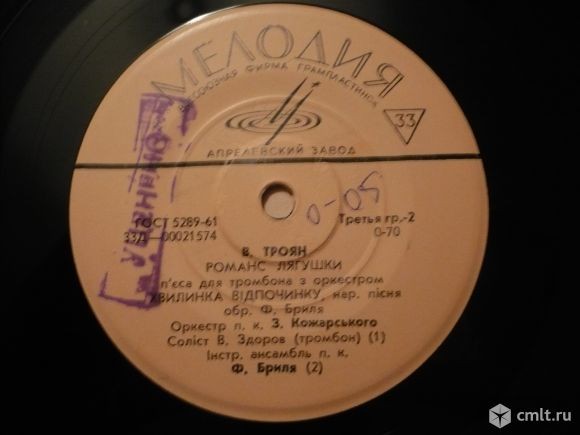 МЕЛОДИЯ
ВСЕСОЮЗНАЯ ФИРМА ГРАМПЛАСТИНОК
33
АПРЕЛЕВСКИЙ ЗАВОД
0-05
ГОСТ 5289-61
Третья гр.-2
33Д—00021574
0-70
В. ТРОЯН
РОМАНС ЛЯГУШКИ
п'єса для тромбона з оркестром
ХВИЛИНКА ВІДПОЧИНКУ, нар. пісня
обр. Ф. Бриля
Оркестр п. к. З. Кожарського
Соліст В. Здоров (тромбон) (1)
Інстр. ансамбль п. к.
Ф. Бриля (2)
cmlt.ru